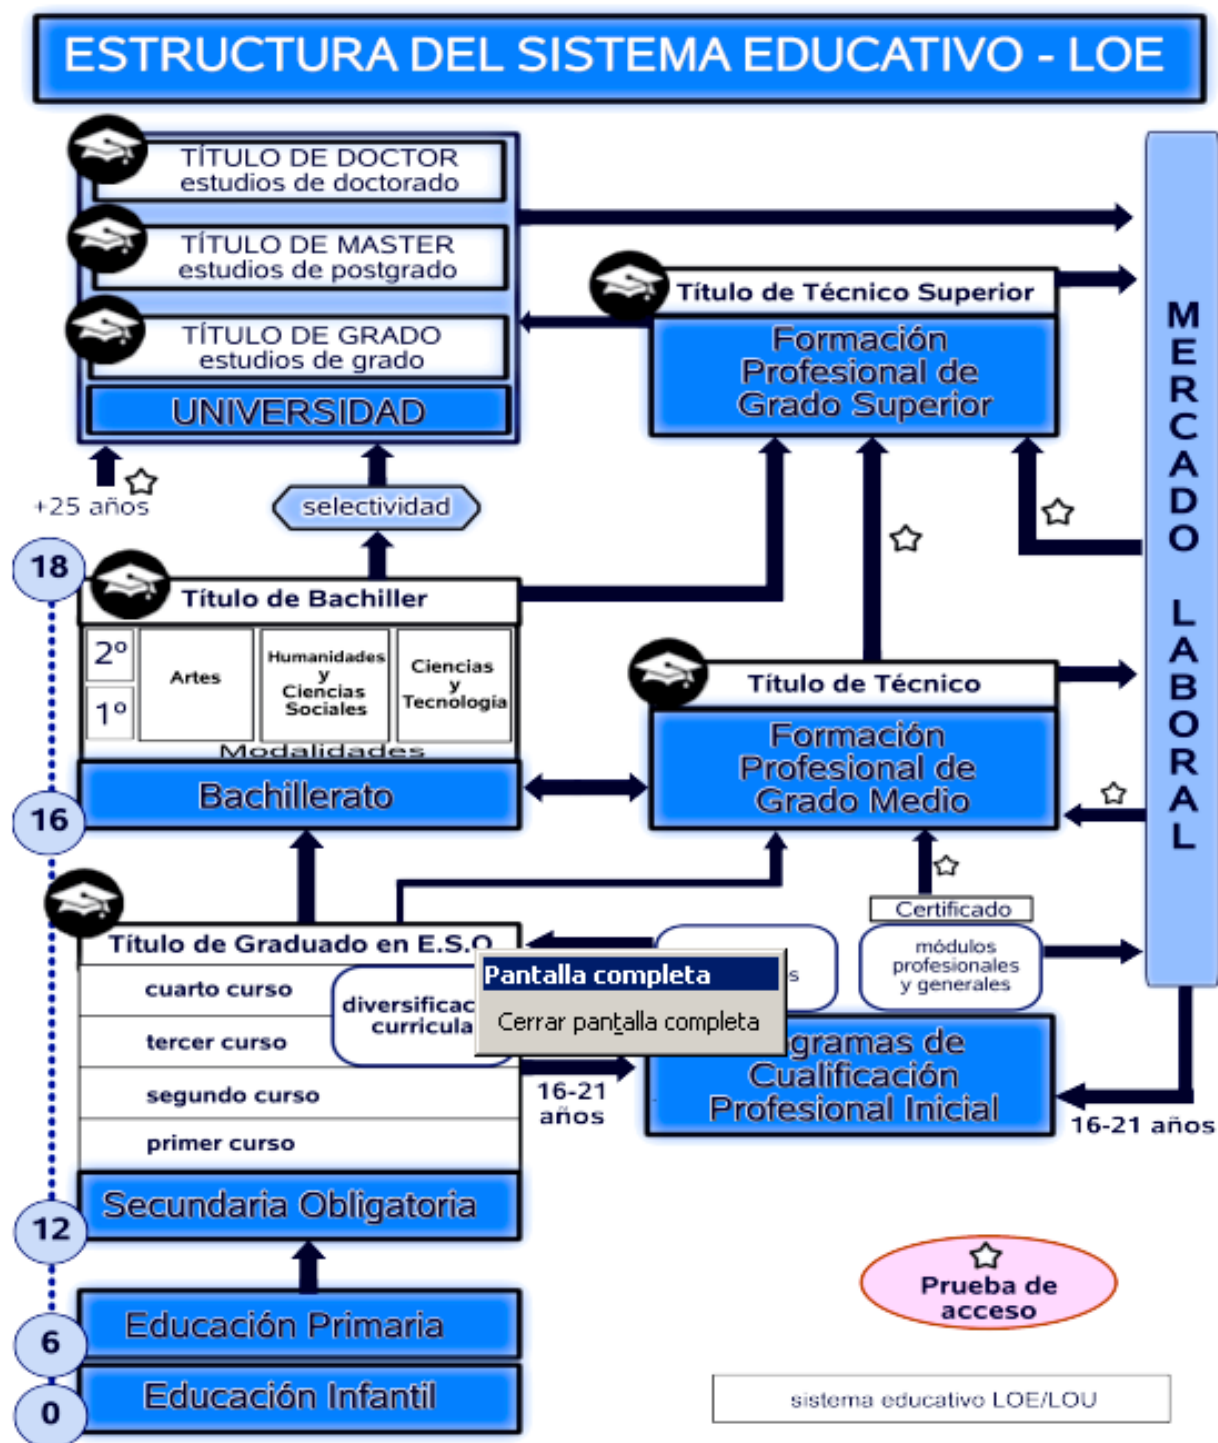 ESTRUCTURA DEL SISTEMA EDUCATIVO - LOE
TÍTULO DE DOCTOR
estudios de doctorado
TÍTULO DE MASTER
estudios de postgrado
TÍTULO DE GRADO
estudios de grado
UNIVERSIDAD
Título de Técnico Superior
Formación
Profesional de
Grado Superior
MERCADO LABORAL
+25 años
selectividad
18
Título de Bachiller
2º
1º
Artes
Humanidades
y
Ciencias
Sociales
Ciencias
y
Tecnología
Modalidades
Bachillerato
16
Título de Técnico
Formación
Profesional de
Grado Medio
Título de Graduado en E.S.O
cuarto curso
tercer curso
segundo curso
primer curso
diversificac
curricula
Secundaria Obligatoria
12
Pantalla completa
Cerrar pantalla completa
s
Certificado
módulos
profesionales
y generales
16-21
años
ogramas de
Cualificación
Profesional Inicial
16-21 años
Educación Primaria
6
Educación Infantil
0
Prueba de
acceso
sistema educativo LOE/LOU